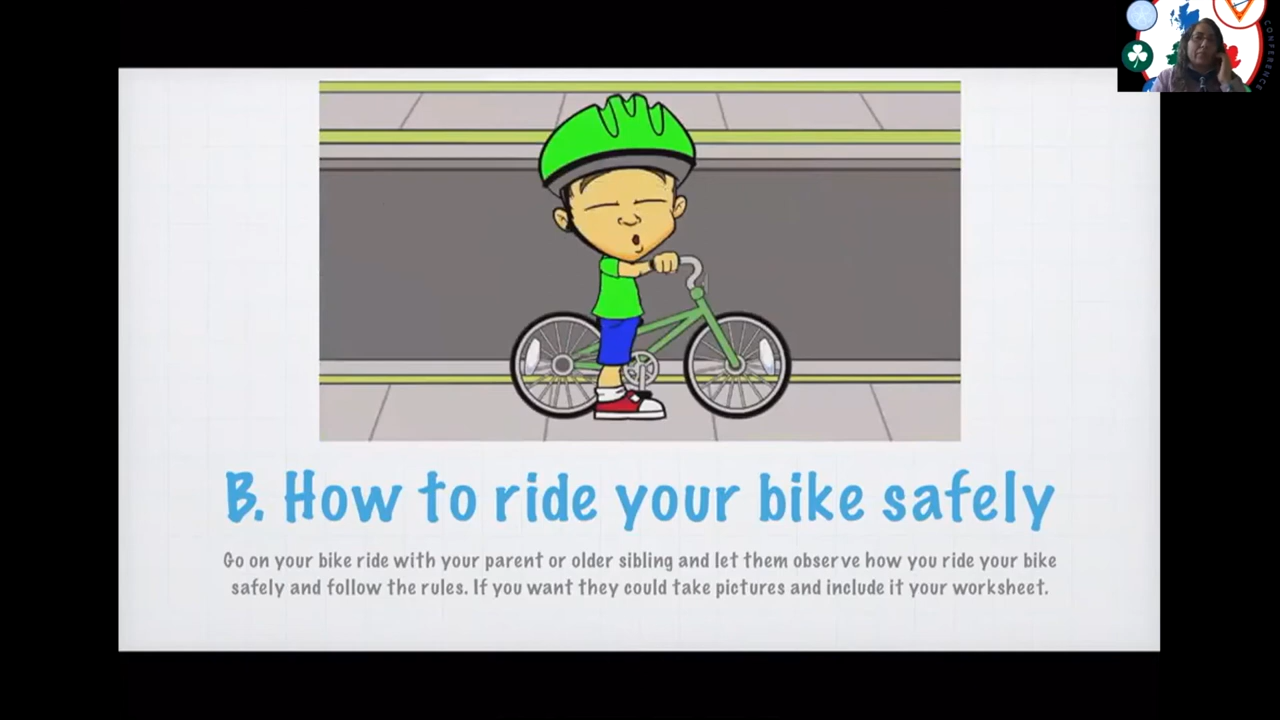 CONFERENCE
B. How to ride your bike safely
Go on your bike ride with your parent or older sibling and let them observe how you ride your bike
safely and follow the rules. If you want they could take pictures and include it your worksheet.